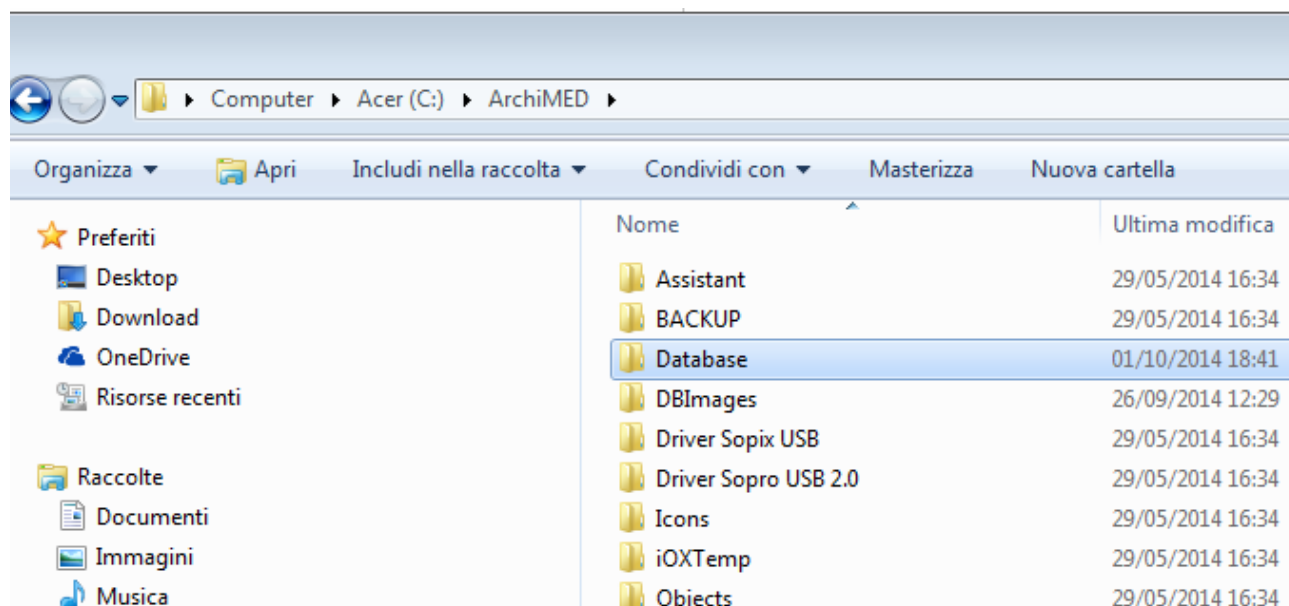 Computer Acer (C:) ArchiMED
Organizza Apri Includi nella raccolta Condividi con Masterizza Nuova cartella
Preferiti
Desktop
Download
OneDrive
Risorse recenti
Raccolte
Documenti
Immagini
Musica
Nome Ultima modifica
Assistant 29/05/2014 16:34
BACKUP 29/05/2014 16:34
Database 01/10/2014 18:41
DBImages 26/09/2014 12:29
Driver Sopix USB 29/05/2014 16:34
Driver Sopro USB 2.0 29/05/2014 16:34
Icons 29/05/2014 16:34
iOXTemp 29/05/2014 16:34
Objects 29/05/2014 16:34